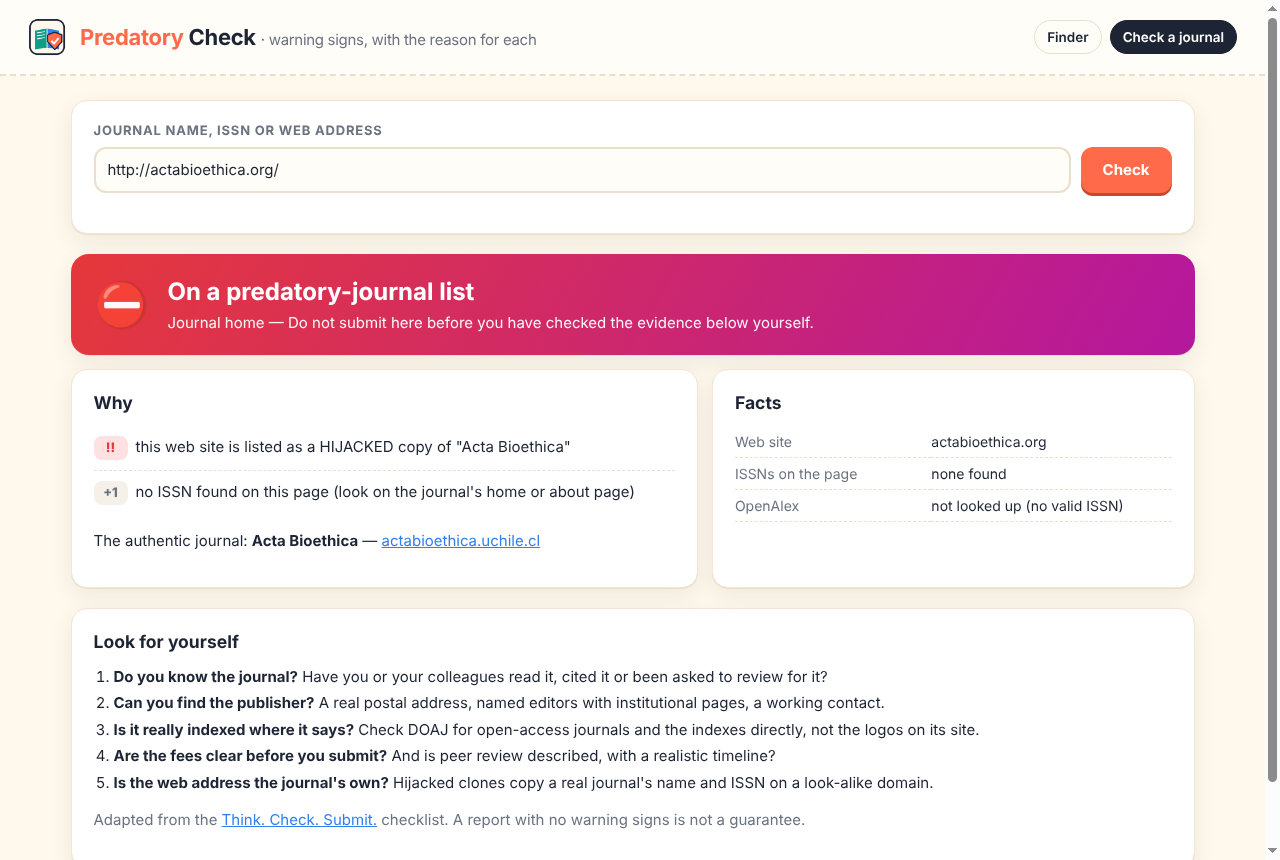 Predatory Check · warning signs, with the reason for each
Finder
Check a journal
JOURNAL NAME, ISSN OR WEB ADDRESS
http://actabioethica.org/
Check
On a predatory-journal list
Journal home — Do not submit here before you have checked the evidence below yourself.
Why
!! this web site is listed as a HIJACKED copy of "Acta Bioethica"
+1 no ISSN found on this page (look on the journal's home or about page)
The authentic journal: Acta Bioethica — actabioethica.uchile.cl
Facts
Web site actabioethica.org
ISSNs on the page none found
OpenAlex not looked up (no valid ISSN)
Look for yourself
1. Do you know the journal? Have you or your colleagues read it, cited it or been asked to review for it?
2. Can you find the publisher? A real postal address, named editors with institutional pages, a working contact.
3. Is it really indexed where it says? Check DOAJ for open-access journals and the indexes directly, not the logos on its site.
4. Are the fees clear before you submit? And is peer review described, with a realistic timeline?
5. Is the web address the journal's own? Hijacked clones copy a real journal's name and ISSN on a look-alike domain.
Adapted from the Think. Check. Submit. checklist. A report with no warning signs is not a guarantee.